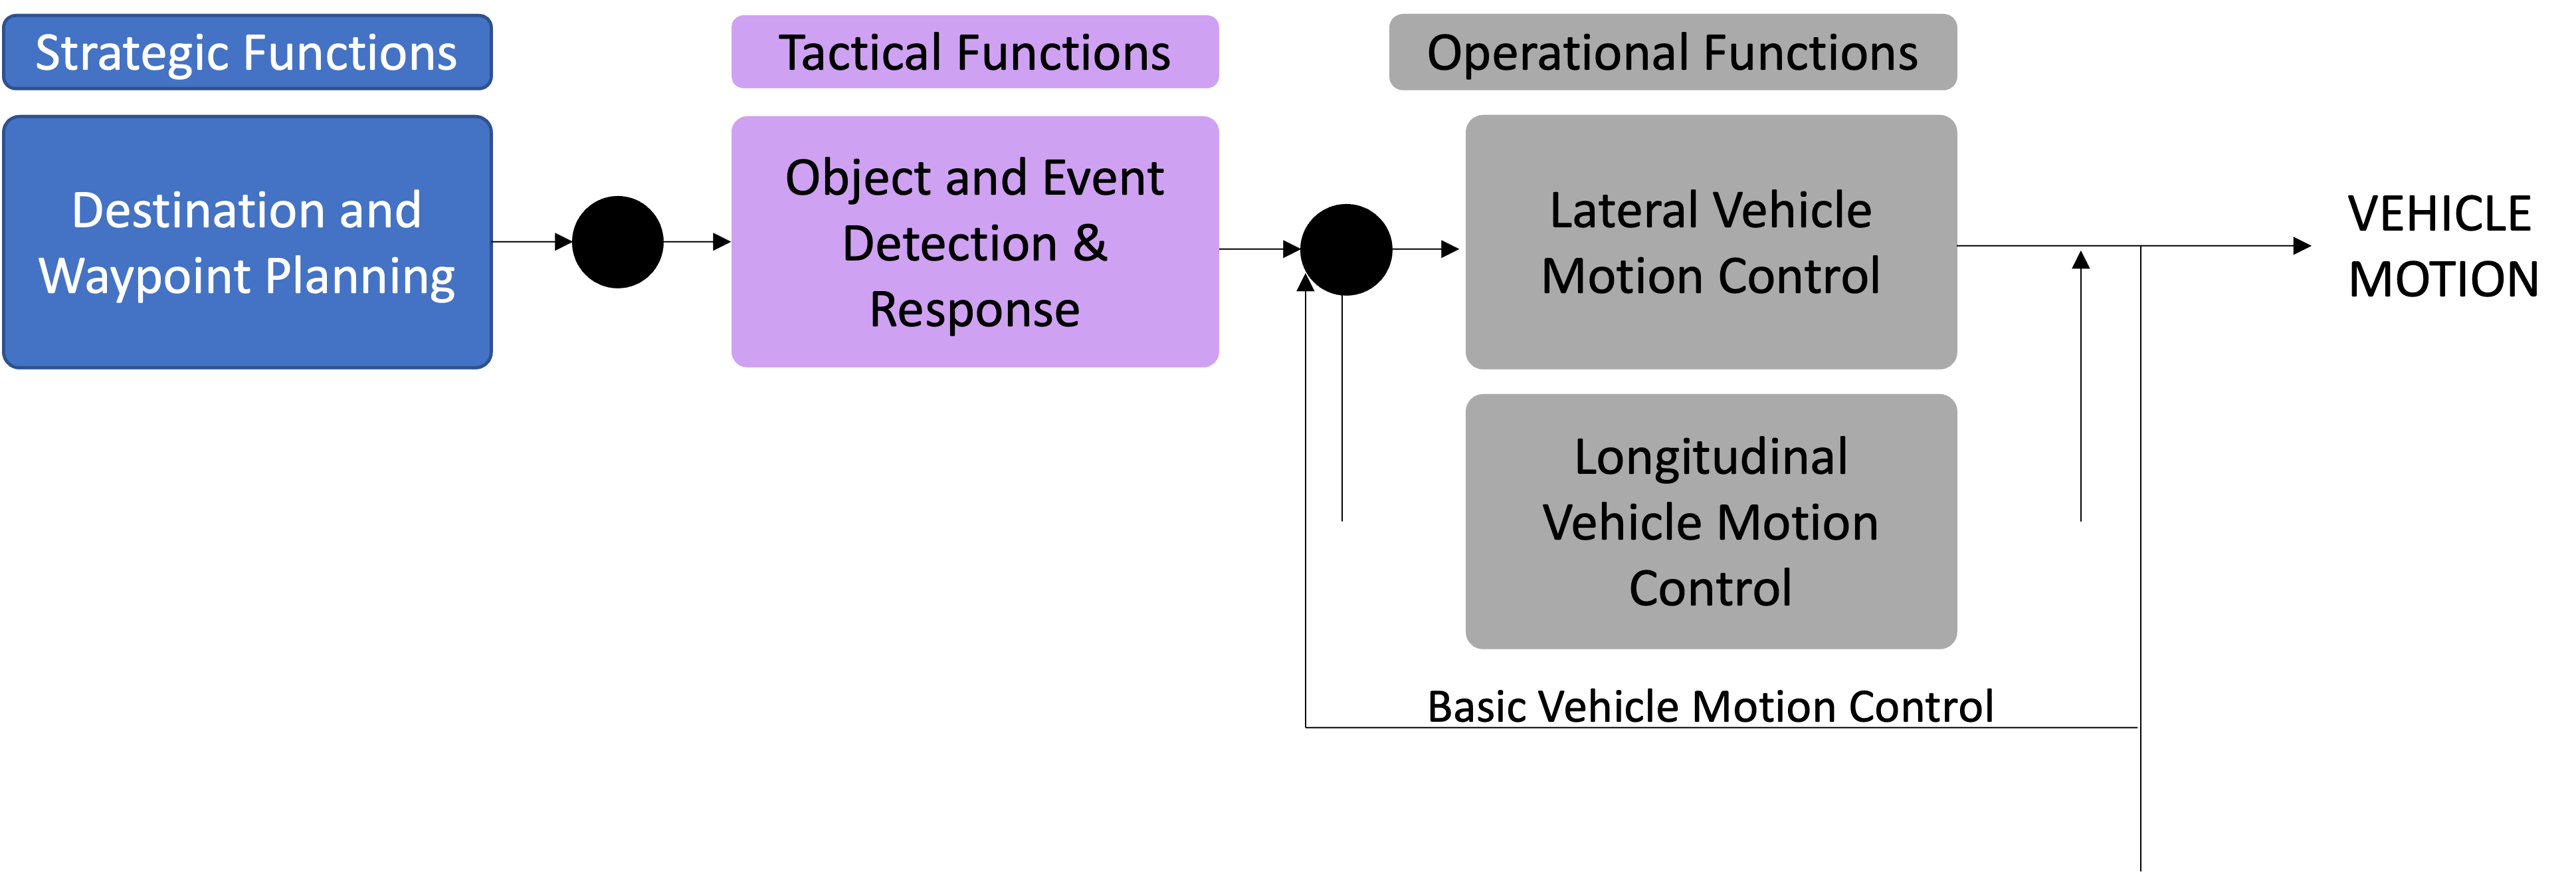 Strategic Functions
Tactical Functions
Operational Functions
Destination and
Waypoint Planning
Object and Event
Detection &
Response
Lateral Vehicle
Motion Control
VEHICLE
MOTION
Longitudinal
Vehicle Motion
Control
Basic Vehicle Motion Control